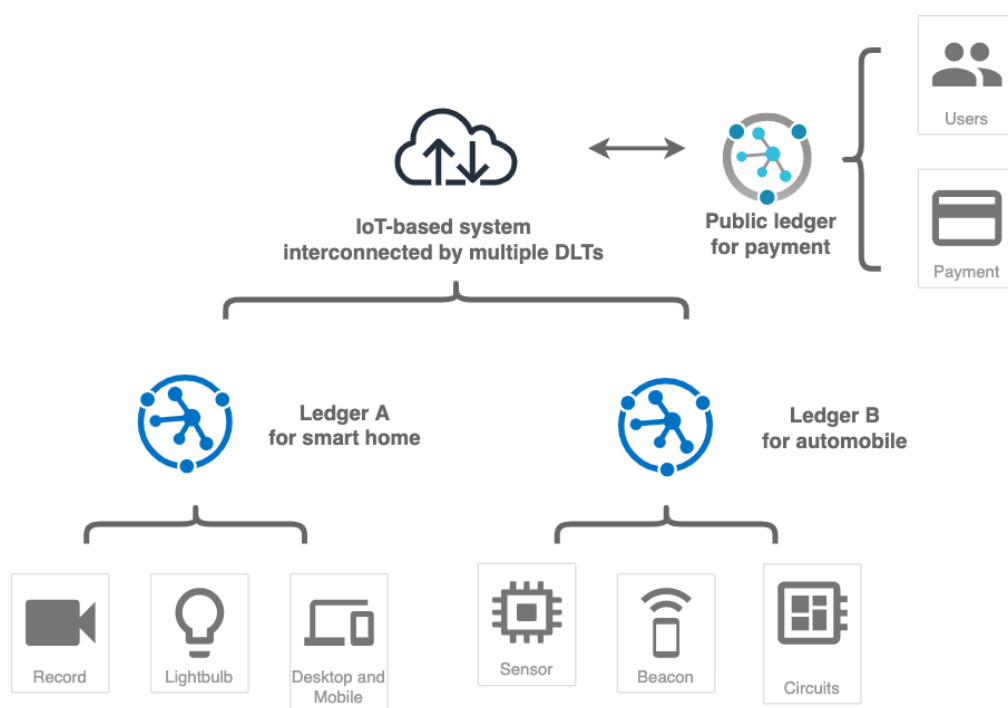 Users
IoT-based system
interconnected by multiple DLTs
Public ledger
for payment
Payment
Ledger A
for smart home
Ledger B
for automobile
Record
Lightbulb
Desktop and
Mobile
Sensor
Beacon
Circuits